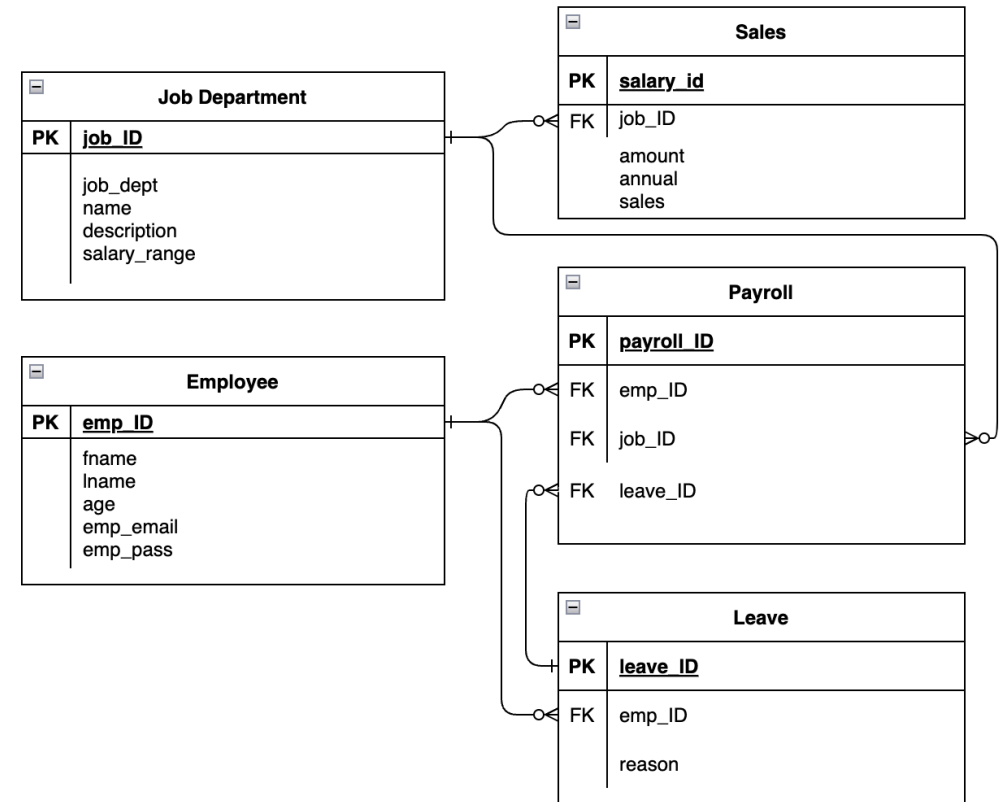 Job Department
PK job_ID
job_dept
name
description
salary_range
Sales
PK salary_id
FK job_ID
amount
annual
sales
Employee
PK emp_ID
fname
lname
age
emp_email
emp_pass
Payroll
PK payroll_ID
FK emp_ID
FK job_ID
FK leave_ID
Leave
PK leave_ID
FK emp_ID
reason